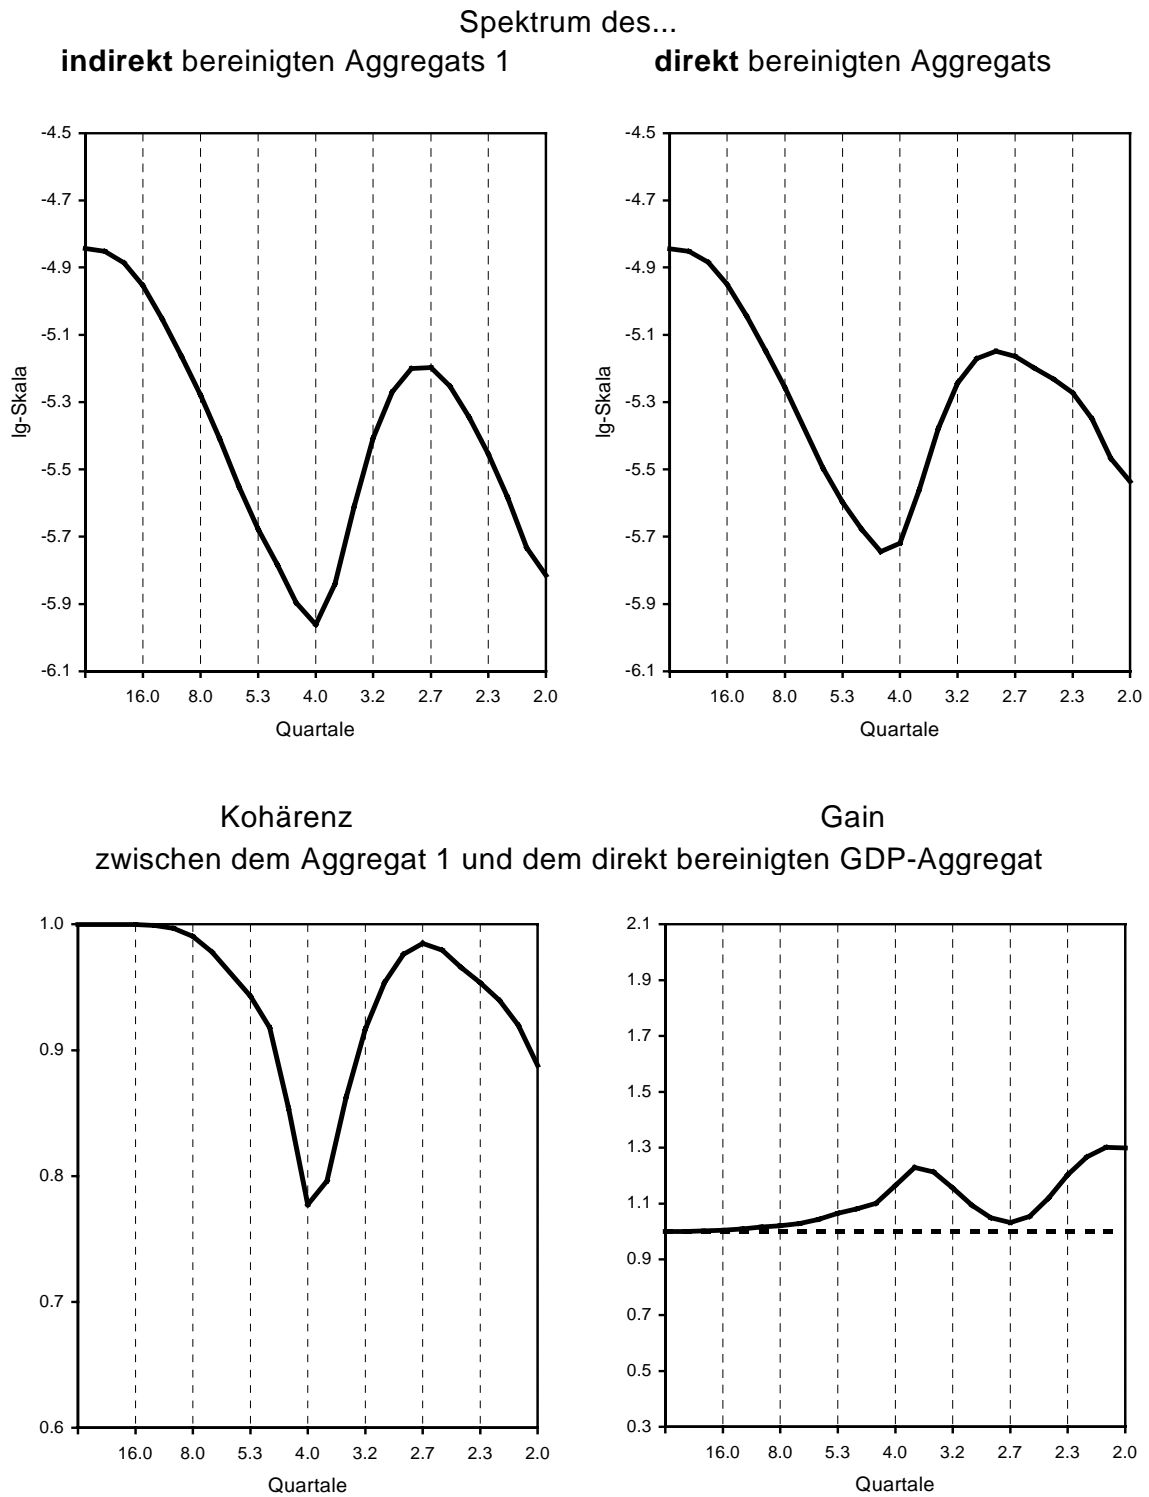 Spektrum des...
indirekt bereinigten Aggregats 1
direkt bereinigten Aggregats
-4.5
-4.7
-4.9
-5.1
-5.3
-5.5
-5.7
-5.9
-6.1
lg-Skala
16.0 8.0 5.3 4.0 3.2 2.7 2.3 2.0
Quartale
-4.5
-4.7
-4.9
-5.1
-5.3
-5.5
-5.7
-5.9
-6.1
lg-Skala
16.0 8.0 5.3 4.0 3.2 2.7 2.3 2.0
Quartale
Kohärenz
Gain
zwischen dem Aggregat 1 und dem direkt bereinigten GDP-Aggregat
1.0
0.9
0.8
0.7
0.6
16.0 8.0 5.3 4.0 3.2 2.7 2.3 2.0
Quartale
2.1
1.9
1.7
1.5
1.3
1.1
0.9
0.7
0.5
0.3
16.0 8.0 5.3 4.0 3.2 2.7 2.3 2.0
Quartale